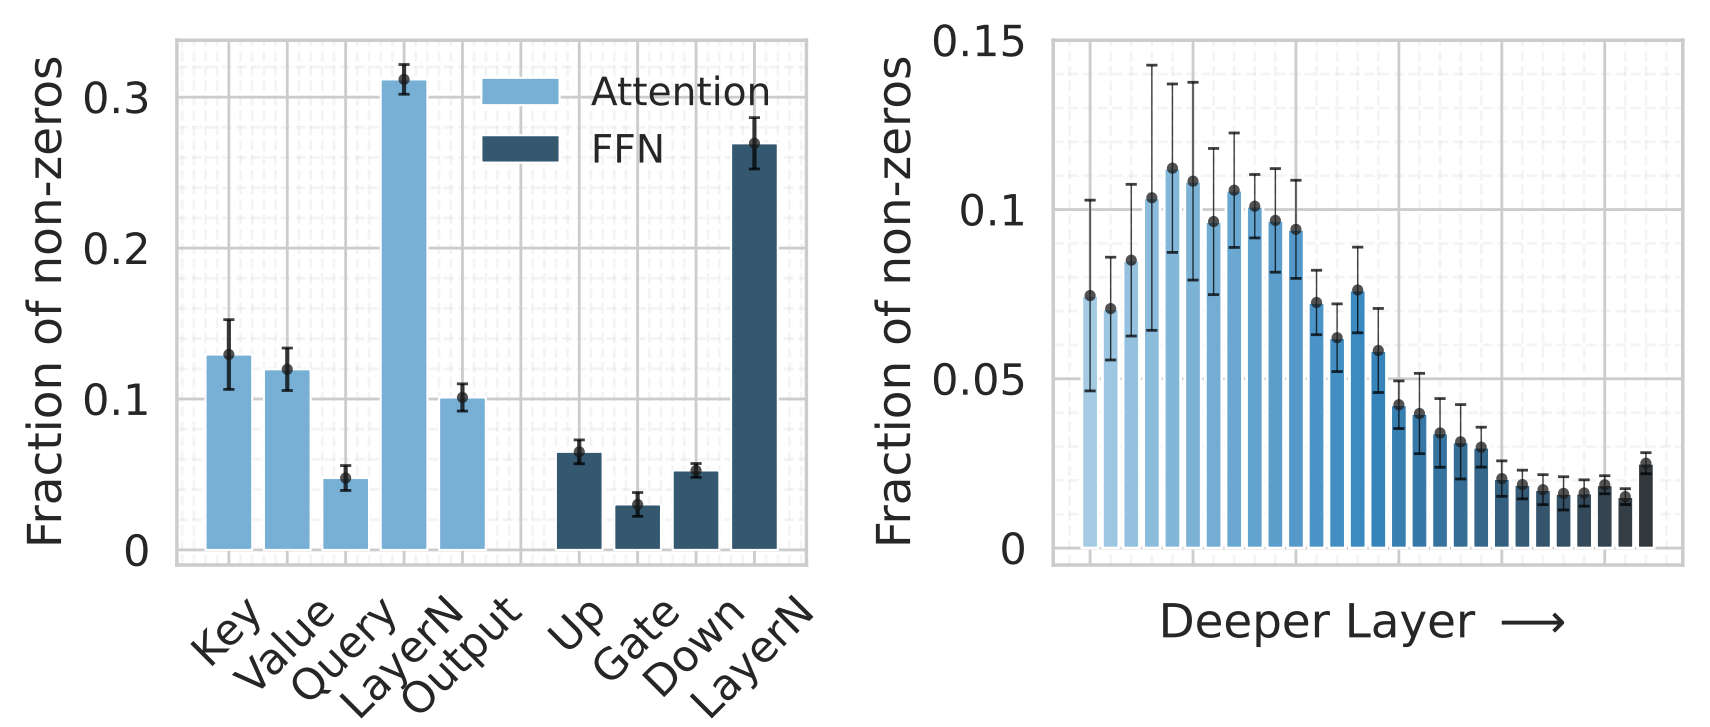 Fraction of non-zeros
0.3
0.2
0.1
0
Attention
FFN
Key
Value
Query
LayerN
Output
Up
Gate
Down
LayerN
Fraction of non-zeros
0.15
0.1
0.05
0
Deeper Layer ⟶